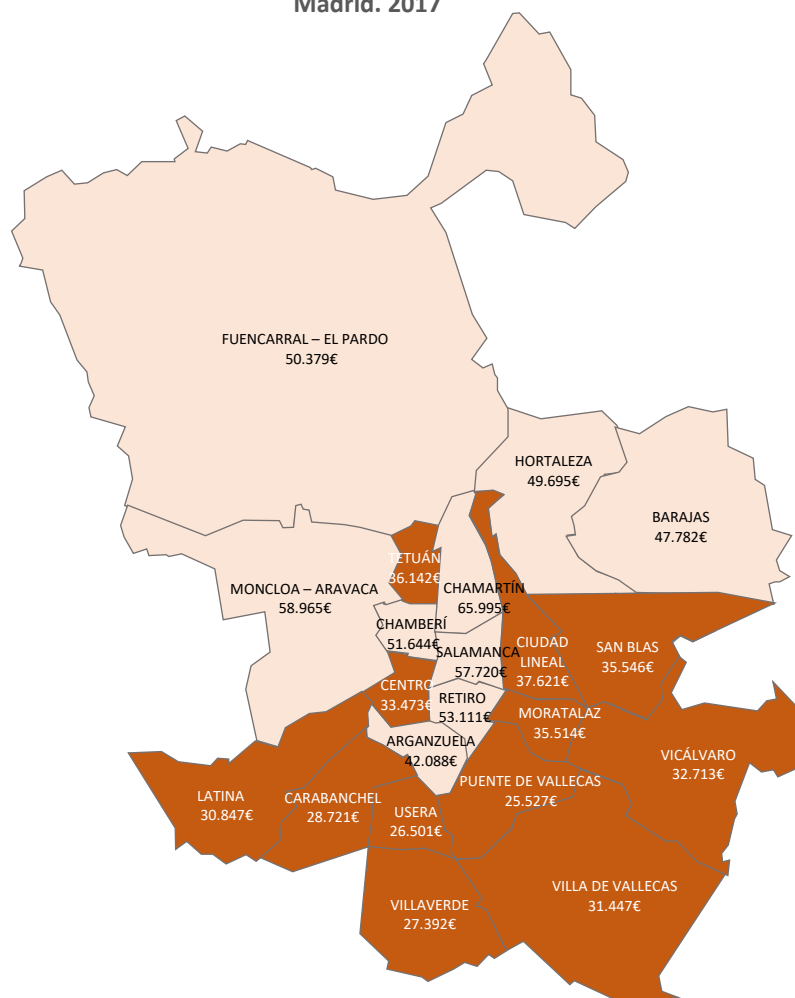 Madrid. 2017
FUENCARRAL – EL PARDO
50.379€
HORTALEZA
49.695€
BARAJAS
47.782€
TETUÁN
36.142€
MONCLOA – ARAVACA
58.965€
CHAMARTÍN
65.995€
CHAMBERÍ
51.644€
SALAMANCA
57.720€
CIUDAD
LINEAL
37.621€
SAN BLAS
35.546€
CENTRO
33.473€
RETIRO
53.111€
MORATALAZ
35.514€
ARGANZUELA
42.088€
VICÁLVARO
32.713€
LATINA
30.847€
CARABANCHEL
28.721€
USERA
26.501€
PUENTE DE VALLECAS
25.527€
VILLAVERDE
27.392€
VILLA DE VALLECAS
31.447€